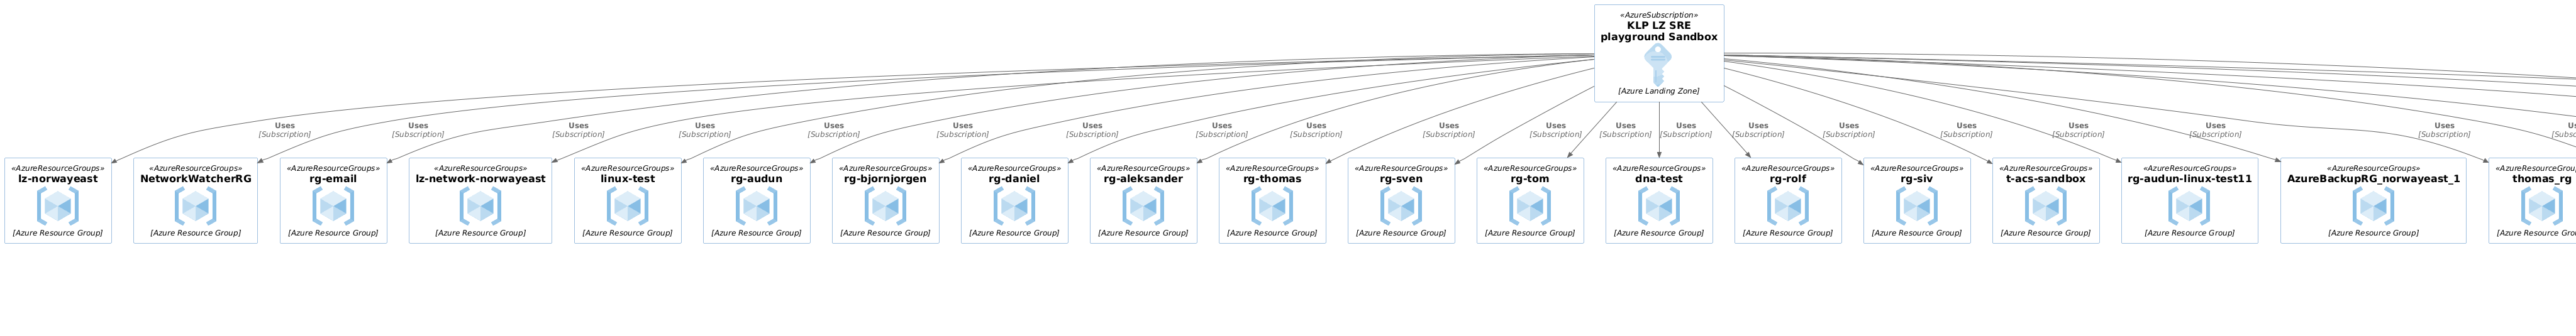 «AzureSubscription»
KLP LZ SRE
playground Sandbox
[Azure Landing Zone]
Uses
[Subscription]
Uses
[Subscription]
Uses
[Subscription]
Uses
[Subscription]
Uses
[Subscription]
Uses
[Subscription]
Uses
[Subscription]
Uses
[Subscription]
Uses
[Subscription]
Uses
[Subscription]
Uses
[Subscription]
Uses
[Subscription]
Uses
[Subscription]
Uses
[Subscription]
Uses
[Subscription]
Uses
[Subscription]
Uses
[Subscription]
Uses
[Subscription]
Uses
[Subscription]
«AzureResourceGroups»
lz-norwayeast
[Azure Resource Group]
«AzureResourceGroups»
NetworkWatcherRG
[Azure Resource Group]
«AzureResourceGroups»
rg-email
[Azure Resource Group]
«AzureResourceGroups»
lz-network-norwayeast
[Azure Resource Group]
«AzureResourceGroups»
linux-test
[Azure Resource Group]
«AzureResourceGroups»
rg-audun
[Azure Resource Group]
«AzureResourceGroups»
rg-bjornjorgen
[Azure Resource Group]
«AzureResourceGroups»
rg-daniel
[Azure Resource Group]
«AzureResourceGroups»
rg-aleksander
[Azure Resource Group]
«AzureResourceGroups»
rg-thomas
[Azure Resource Group]
«AzureResourceGroups»
rg-sven
[Azure Resource Group]
«AzureResourceGroups»
rg-tom
[Azure Resource Group]
«AzureResourceGroups»
dna-test
[Azure Resource Group]
«AzureResourceGroups»
rg-rolf
[Azure Resource Group]
«AzureResourceGroups»
rg-siv
[Azure Resource Group]
«AzureResourceGroups»
t-acs-sandbox
[Azure Resource Group]
«AzureResourceGroups»
rg-audun-linux-test11
[Azure Resource Group]
«AzureResourceGroups»
AzureBackupRG_norwayeast_1
[Azure Resource Group]
thomas_rg
[Azure Resource